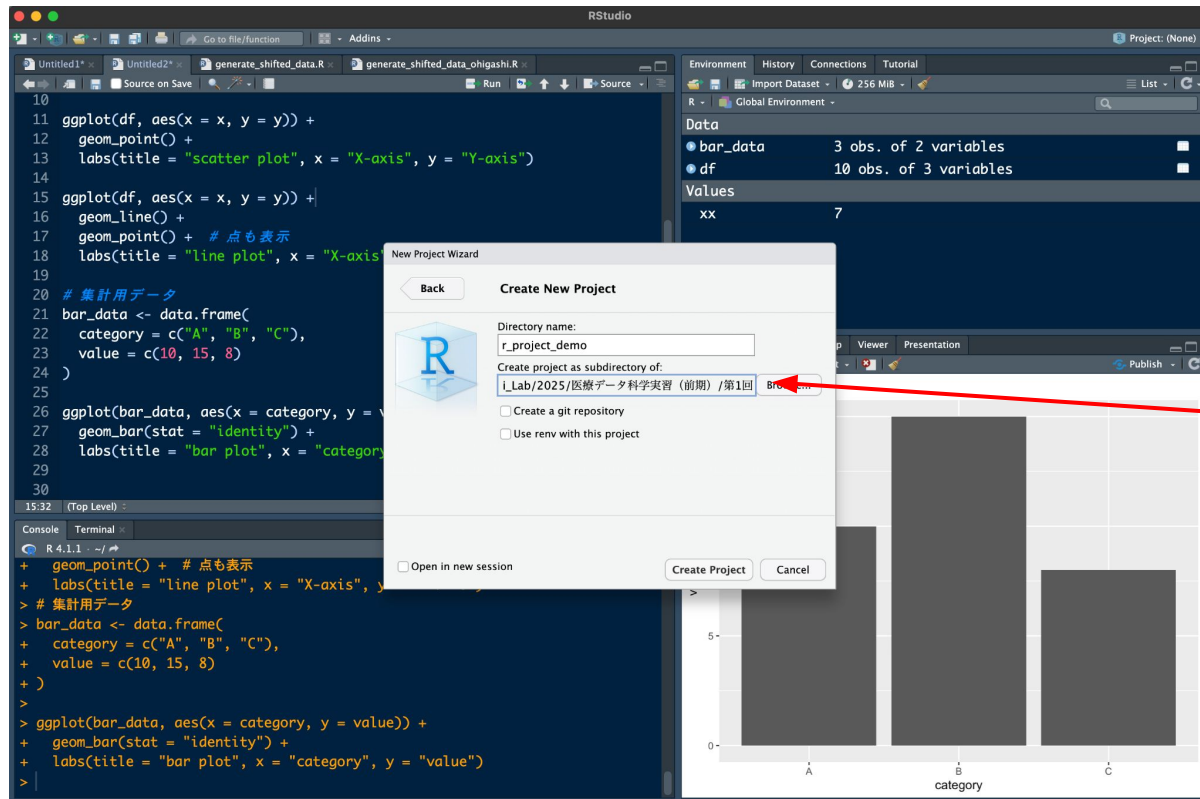 RStudio
Go to file/function
Addins
Project: (None)
Untitled1*
Untitled2*
generate_shifted_data.R
generate_shifted_data_ohigashi.R
Source on Save
Run
Source
10
11 ggplot(df, aes(x = x, y = y)) +
12 geom_point() +
13 labs(title = "scatter plot", x = "X-axis", y = "Y-axis")
14
15 ggplot(df, aes(x = x, y = y)) +
16 geom_line() +
17 geom_point() + # 点も表示
18 labs(title = "line plot", x = "X-axis"
19
20 # 集計用データ
21 bar_data <- data.frame(
22 category = c("A", "B", "C"),
23 value = c(10, 15, 8)
24 )
25
26 ggplot(bar_data, aes(x = category, y =
27 geom_bar(stat = "identity") +
28 labs(title = "bar plot", x = "category
29
30
15:32 (Top Level)
Console Terminal
R 4.1.1 · ~/
+ geom_point() + # 点も表示
+ labs(title = "line plot", x = "X-axis", y
> # 集計用データ
> bar_data <- data.frame(
+ category = c("A", "B", "C"),
+ value = c(10, 15, 8)
+ )
>
> ggplot(bar_data, aes(x = category, y = value)) +
+ geom_bar(stat = "identity") +
+ labs(title = "bar plot", x = "category", y = "value")
>
New Project Wizard
Back
Create New Project
Directory name:
r_project_demo
Create project as subdirectory of:
i_Lab/2025/医療データ科学実習（前期）/第1回
Create a git repository
Use renv with this project
Open in new session
Create Project
Cancel
Environment History Connections Tutorial
Import Dataset
256 MiB
List
R
Global Environment
Data
bar_data 3 obs. of 2 variables
df 10 obs. of 3 variables
Values
xx 7
Viewer Presentation
Publish
5
0
A
B
C
category